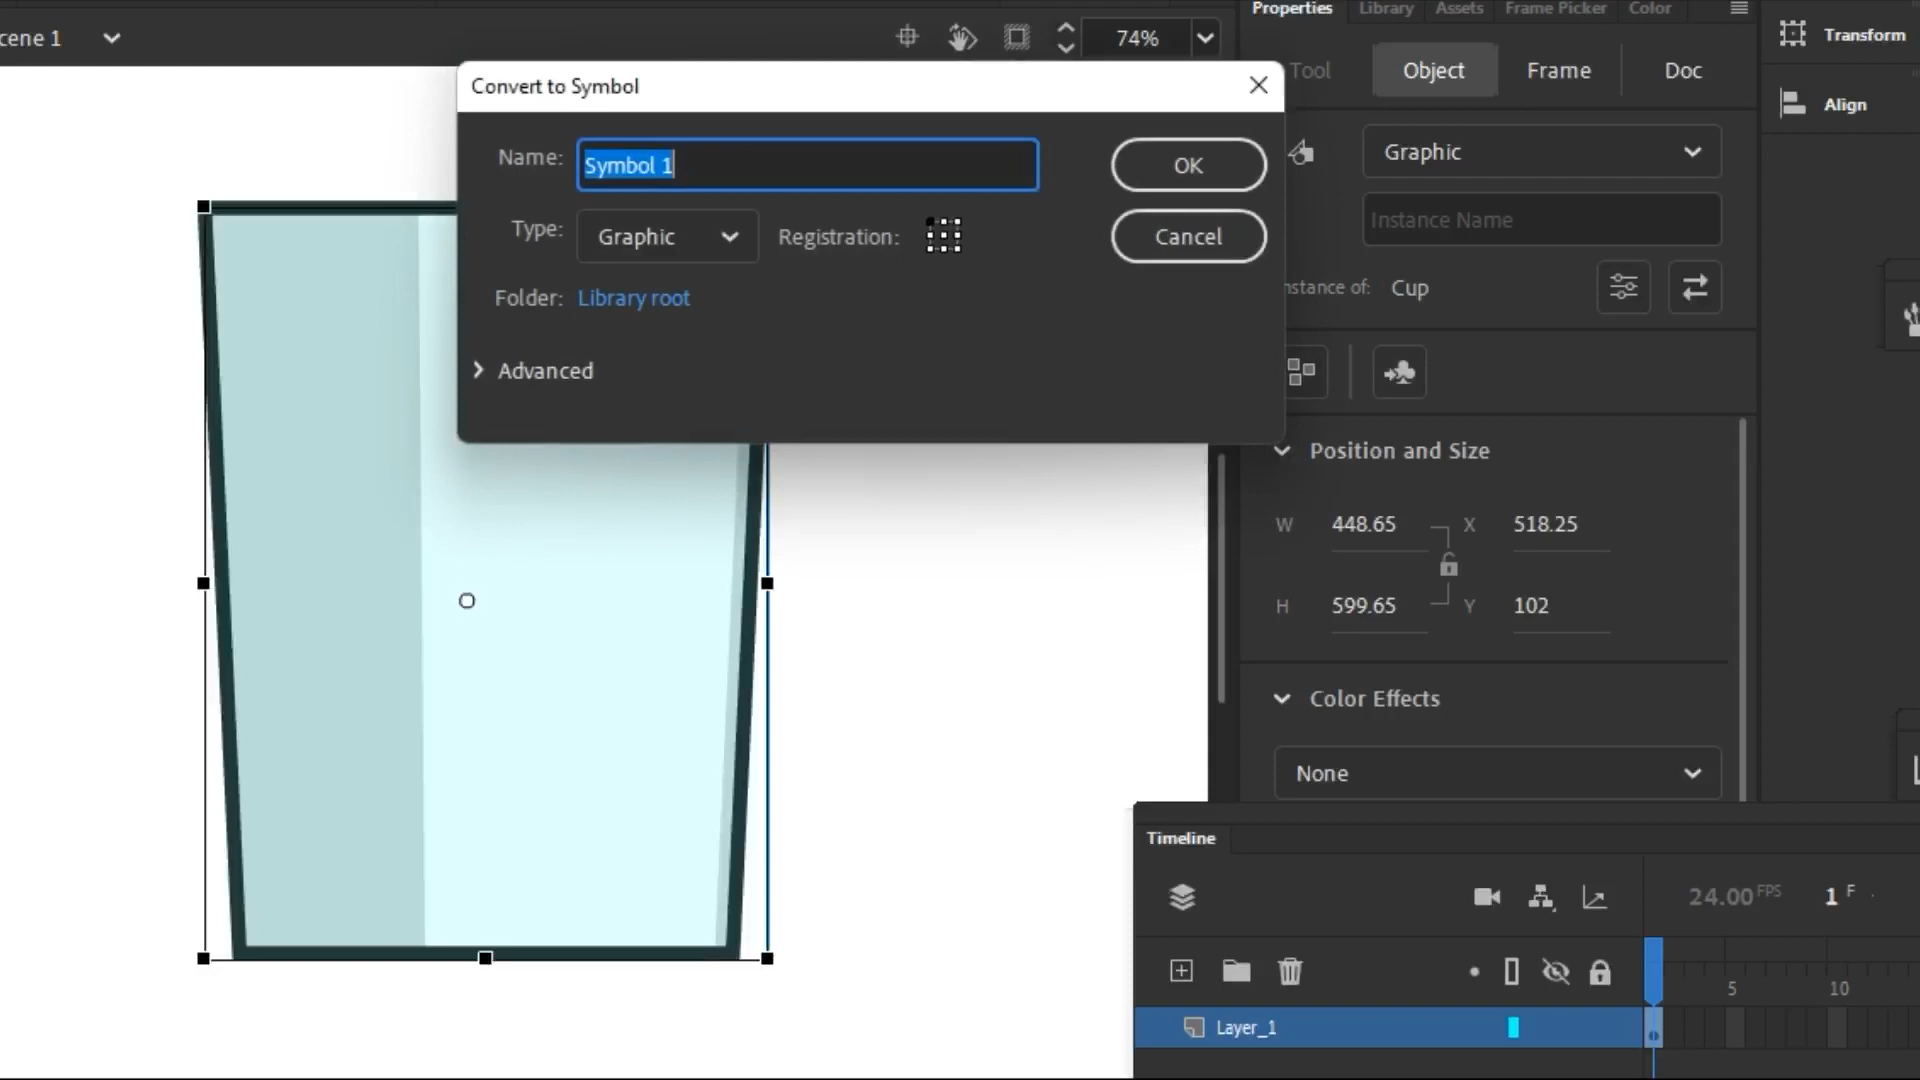 cene 1
74%
Properties
Library
Assets
Frame Picker
Color
Transform
Align
Tool
Object
Frame
Doc
Convert to Symbol
Name:
Symbol 1
OK
Type:
Graphic
Registration:
Cancel
Folder:
Library root
Advanced
Graphic
Instance Name
nstance of:
Cup
Position and Size
W
448.65
X
518.25
H
599.65
Y
102
Color Effects
None
Timeline
24.00 FPS
1 F
5
10
Layer_1